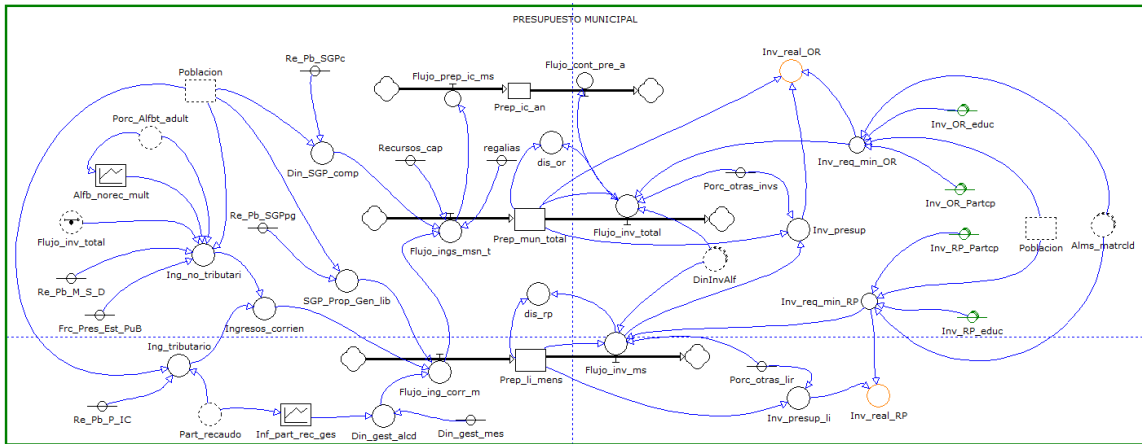 PRESUPUESTO MUNICIPAL
Inv_real_OR
Re_Pb_SGPc
Flujo_cont_pre_a
Poblacion
Flujo_prep_ic_ms
Prep_ic_an
Inv_OR_educ
Porc_Alfbt_adult
Recursos_cap
regalias
dis_or
Inv_req_min_OR
Din_SGP_comp
Porc_otras_invs
Alfb_norec_mult
Inv_OR_Partcp
Re_Pb_SGPpg
Flujo_inv_total
Prep_mun_total
Flujo_inv_total
Inv_presup
Alms_matrcld
Flujo_ings_msn_t
Inv_RP_Partcp
Poblacion
Ing_no_tributari
DinInvAlf
Re_Pb_M_S_D
SGP_Prop_Gen_lib
Inv_req_min_RP
dis_rp
Frc_Pres_Est_PuB
Ingresos_corrien
Inv_RP_educ
Ing_tributario
Prep_li_mens
Flujo_inv_ms
Porc_otras_lir
Flujo_ing_corr_m
Re_Pb_P_IC
Inv_presup_li
Inv_real_RP
Part_recaudo
Inf_part_rec_ges
Din_gest_alcd
Din_gest_mes